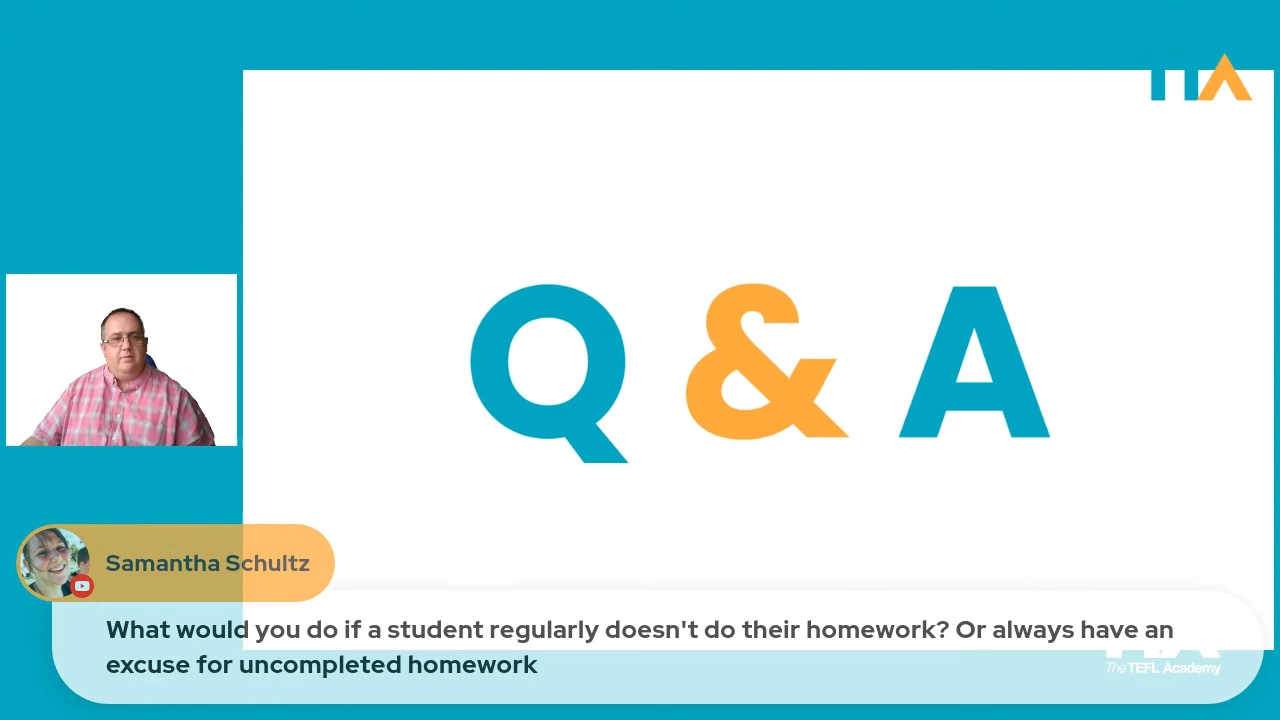 Q & A
Samantha Schultz
What would you do if a student regularly doesn't do their homework? Or always have an
excuse for uncompleted homework
The TEFL Academy